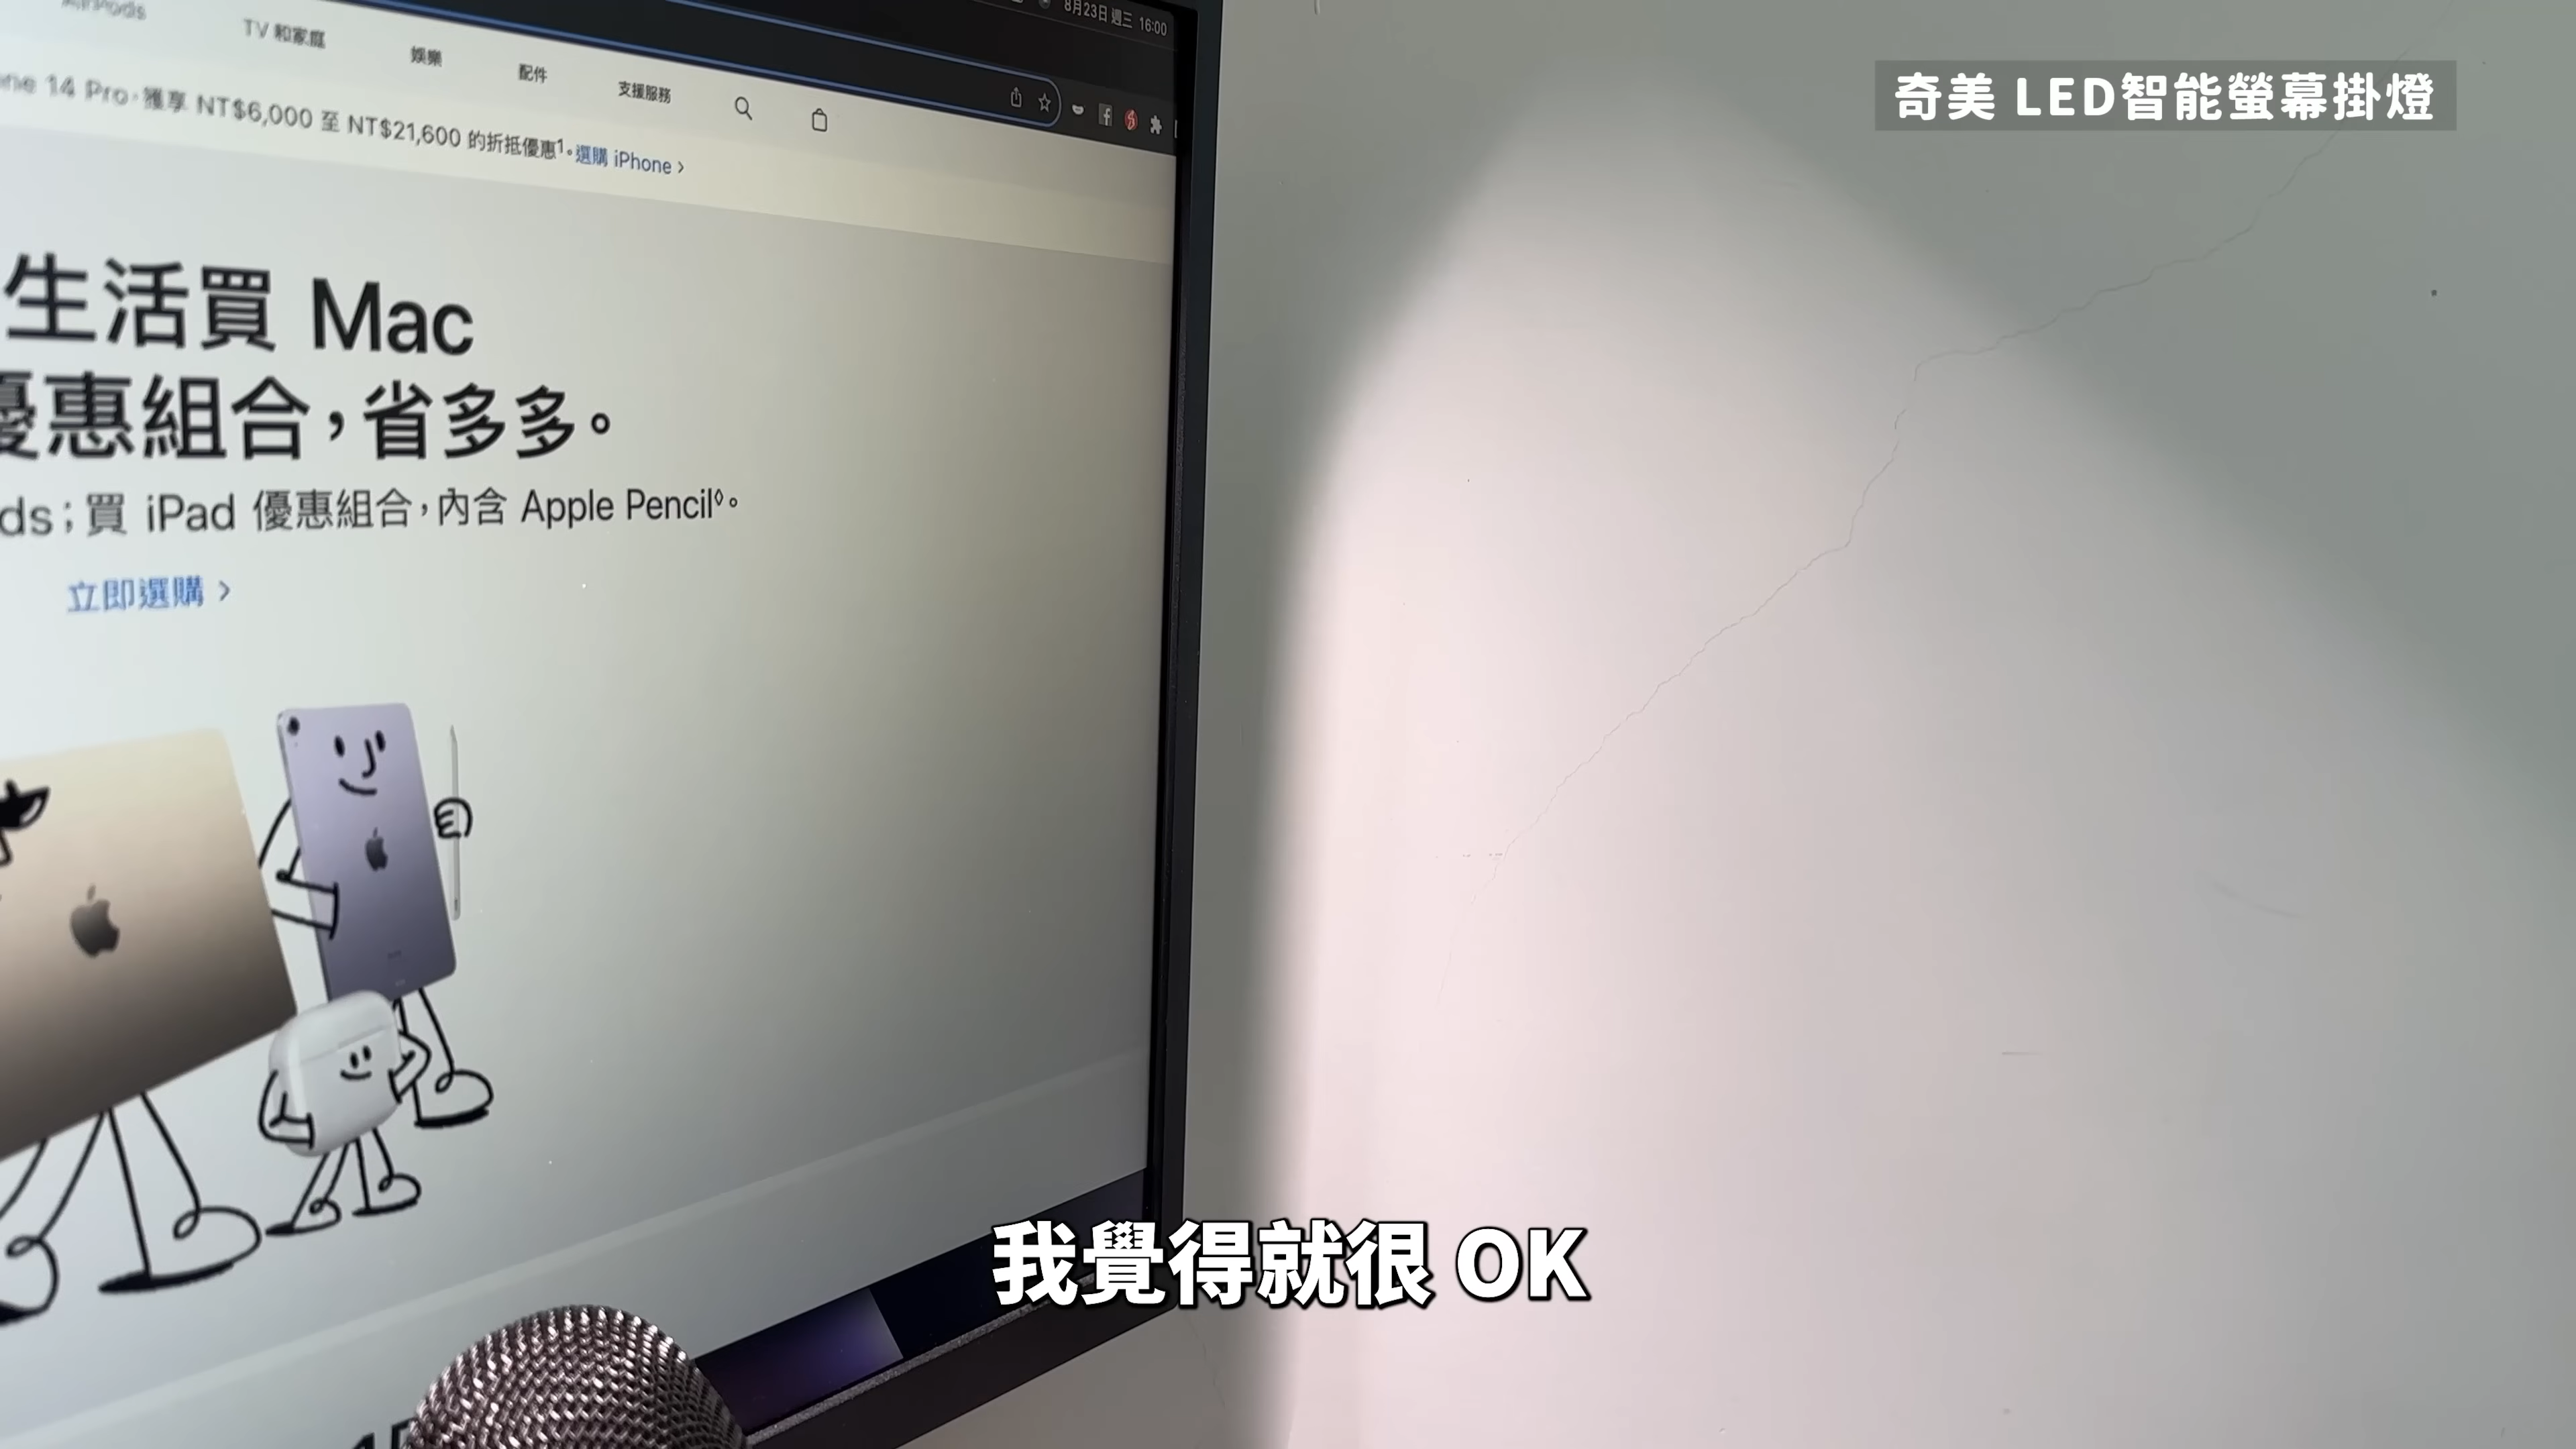 8月23日 週三 16:00
TV 和家庭
娛樂
配件
支援服務
奇美 LED智能螢幕掛燈
14 Pro，獲享 NT$6,000 至 NT$21,600 的折抵優惠¹。選購 iPhone >
生活買 Mac
優惠組合，省多多。
ds；買 iPad 優惠組合，內含 Apple Pencil◊。
立即選購 >
我覺得就很 OK